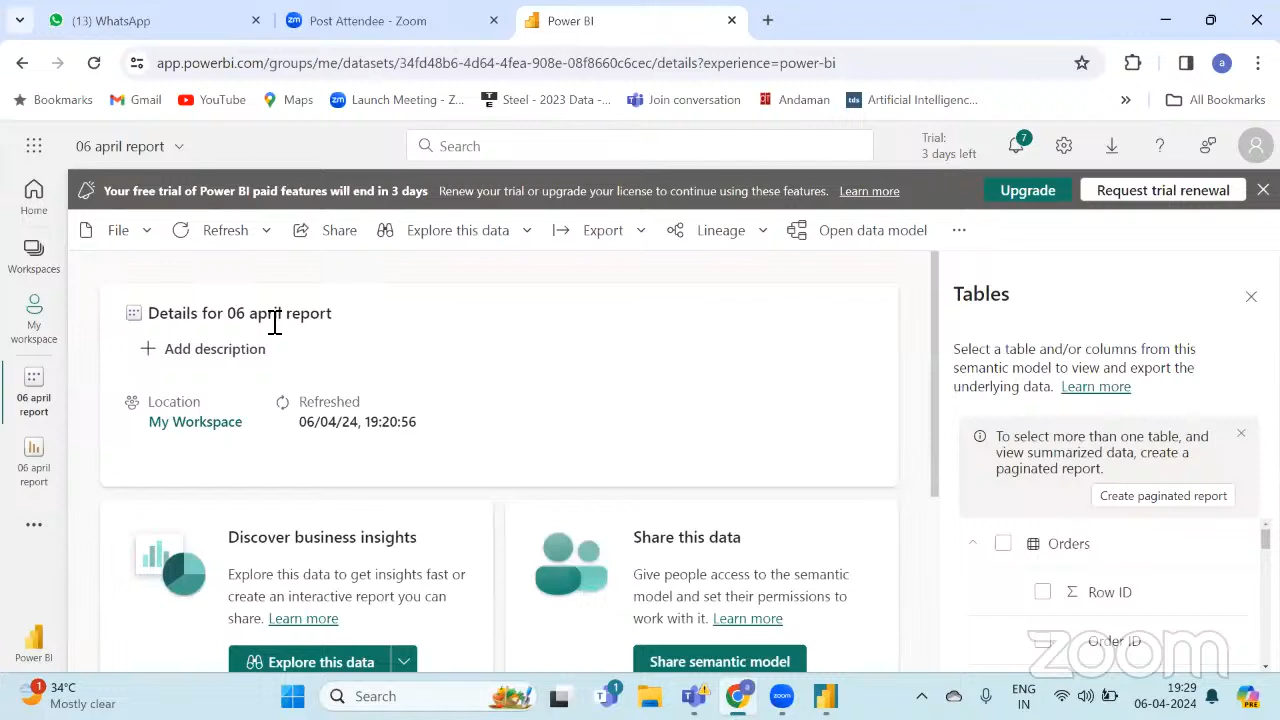 (13) WhatsApp
Post Attendee - Zoom
Power BI
app.powerbi.com/groups/me/datasets/34fd48b6-4d64-4fea-908e-08f8660c6cec/details?experience=power-bi
a
Bookmarks
Gmail
YouTube
Maps
Launch Meeting - Z...
Steel - 2023 Data -...
Join conversation
Andaman
Artificial Intelligenc...
All Bookmarks
06 april report
Search
Trial:
3 days left
7
Your free trial of Power BI paid features will end in 3 days
Renew your trial or upgrade your license to continue using these features. Learn more
Upgrade
Request trial renewal
Home
Workspaces
My
workspace
06 april
report
06 april
report
Power BI
File
Refresh
Share
Explore this data
Export
Lineage
Open data model
Details for 06 april report
Add description
Location
My Workspace
Refreshed
06/04/24, 19:20:56
Discover business insights
Explore this data to get insights fast or
create an interactive report you can
share. Learn more
Explore this data
Share this data
Give people access to the semantic
model and set their permissions to
work with it. Learn more
Share semantic model
Tables
Select a table and/or columns from this
semantic model to view and export the
underlying data. Learn more
To select more than one table, and
view summarized data, create a
paginated report.
Create paginated report
Orders
Row ID
Order ID
zoom
1
34°C
Mostly clear
Search
1
a
zoom
ENG
IN
19:29
06-04-2024
PRE